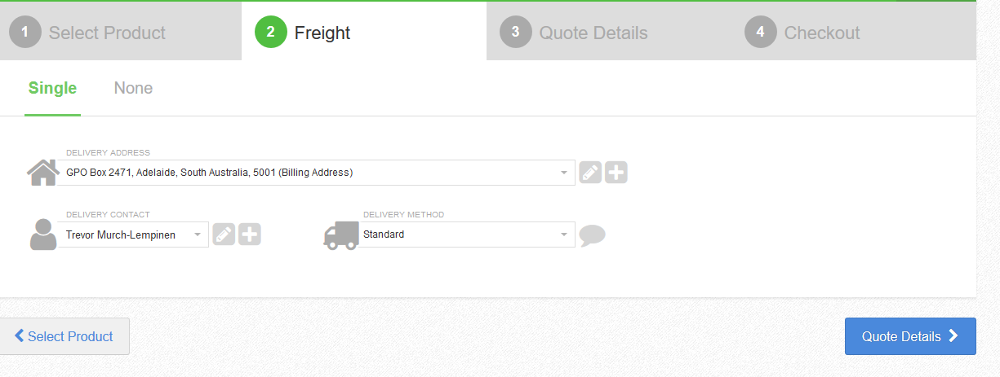 1 Select Product 2 Freight 3 Quote Details 4 Checkout
Single None
DELIVERY ADDRESS
GPO Box 2471, Adelaide, South Australia, 5001 (Billing Address)
DELIVERY CONTACT DELIVERY METHOD
Trevor Murch-Lempinen Standard
Select Product Quote Details